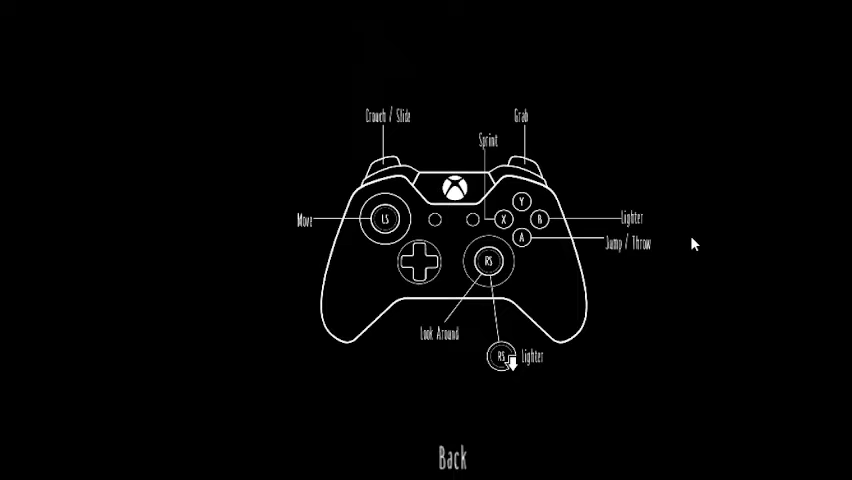 Crouch / Slide
Grab
Sprint
Y
Move
LS
X
B
Lighter
A
Jump / Throw
RS
Look Around
RS
Lighter
Back